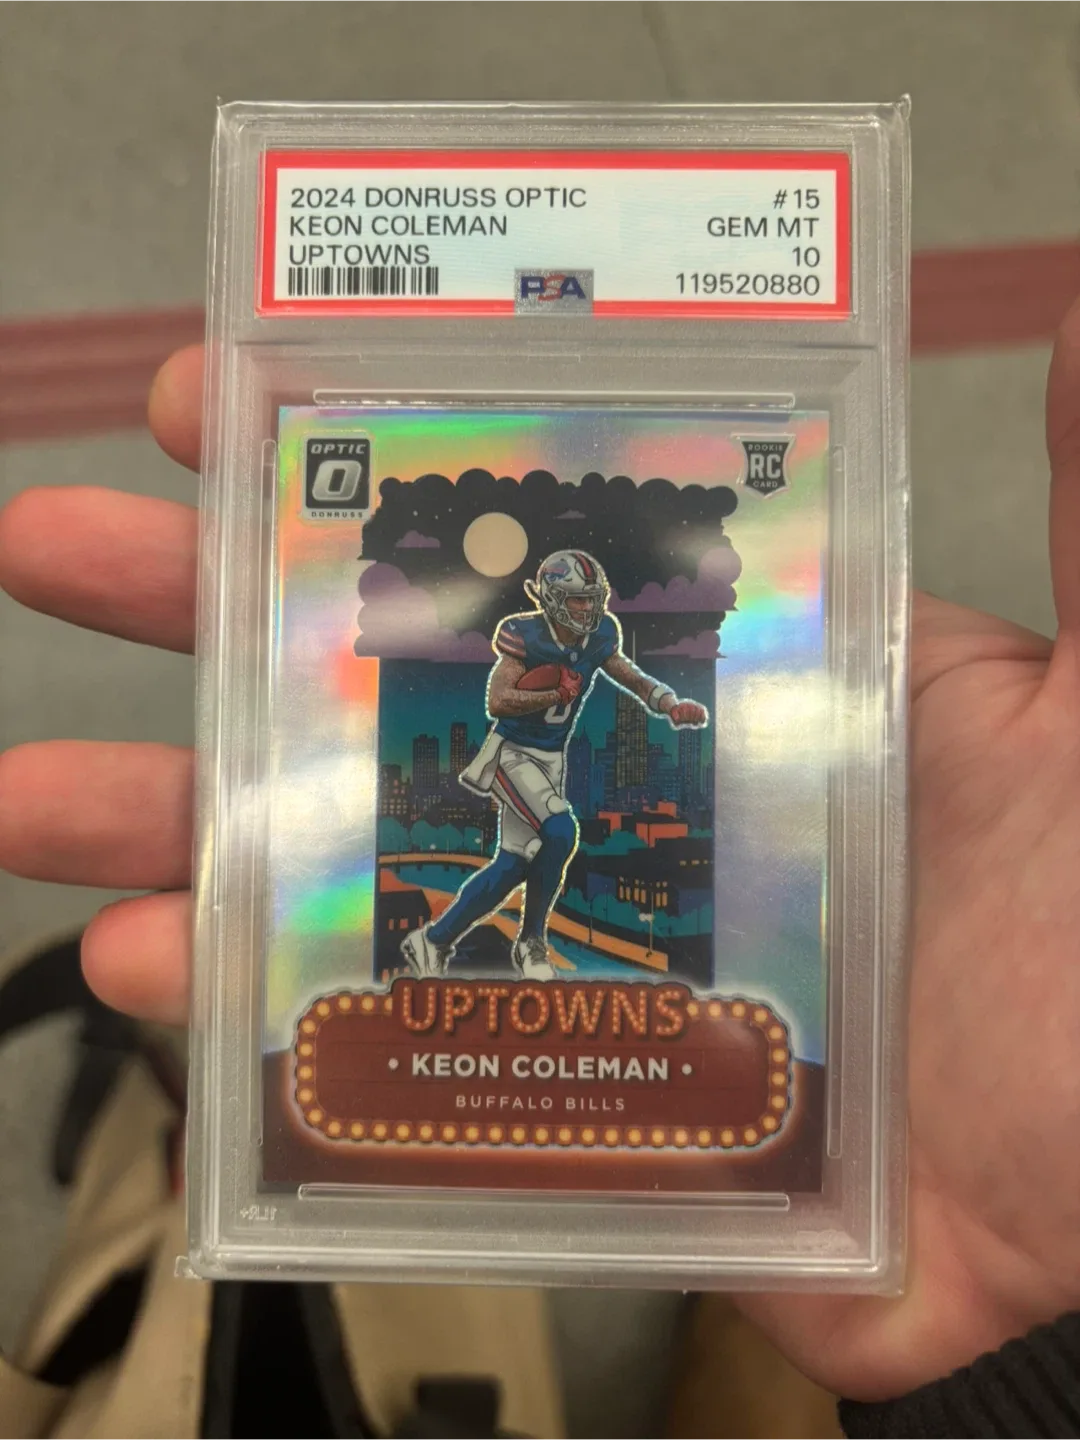 2024 DONRUSS OPTIC #15
KEON COLEMAN GEM MT
UPTOWNS 10
PSA 119520880
OPTIC
O
DONRUSS
ROOKIE
RC
CARD
0
UPTOWNS
• KEON COLEMAN •
BUFFALO BILLS